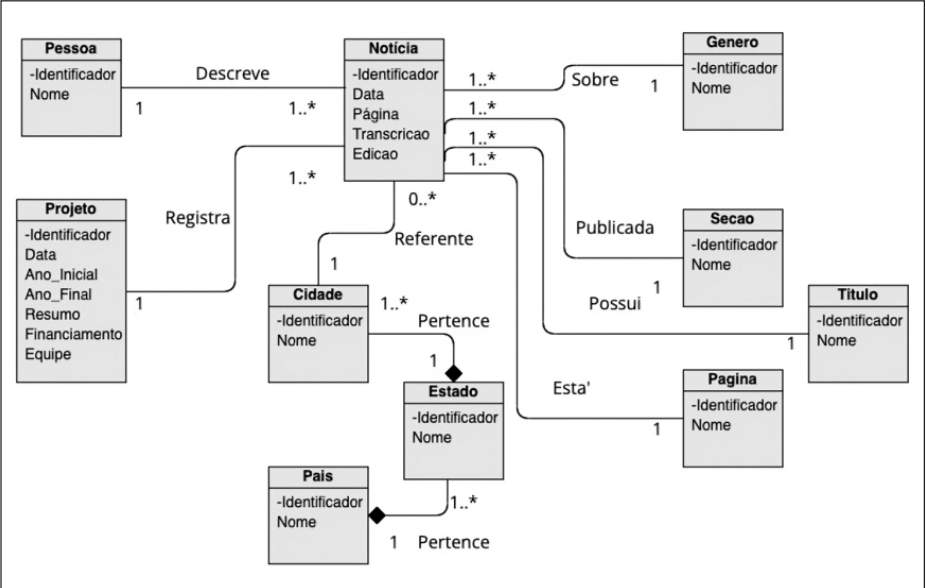 Pessoa
-Identificador
Nome
Descreve
1
1..*
Notícia
-Identificador
Data
Página
Transcricao
Edicao
1..*
Sobre
1
Genero
-Identificador
Nome
1..*
1..*
1..*
1..*
0..*
Projeto
-Identificador
Data
Ano_Inicial
Ano_Final
Resumo
Financiamento
Equipe
Registra
1
Referente
1
Publicada
1
Secao
-Identificador
Nome
Possui
1
Titulo
-Identificador
Nome
Cidade
-Identificador
Nome
1..*
Pertence
1
Estado
-Identificador
Nome
Esta'
1
Pagina
-Identificador
Nome
Pais
-Identificador
Nome
1..*
1 Pertence